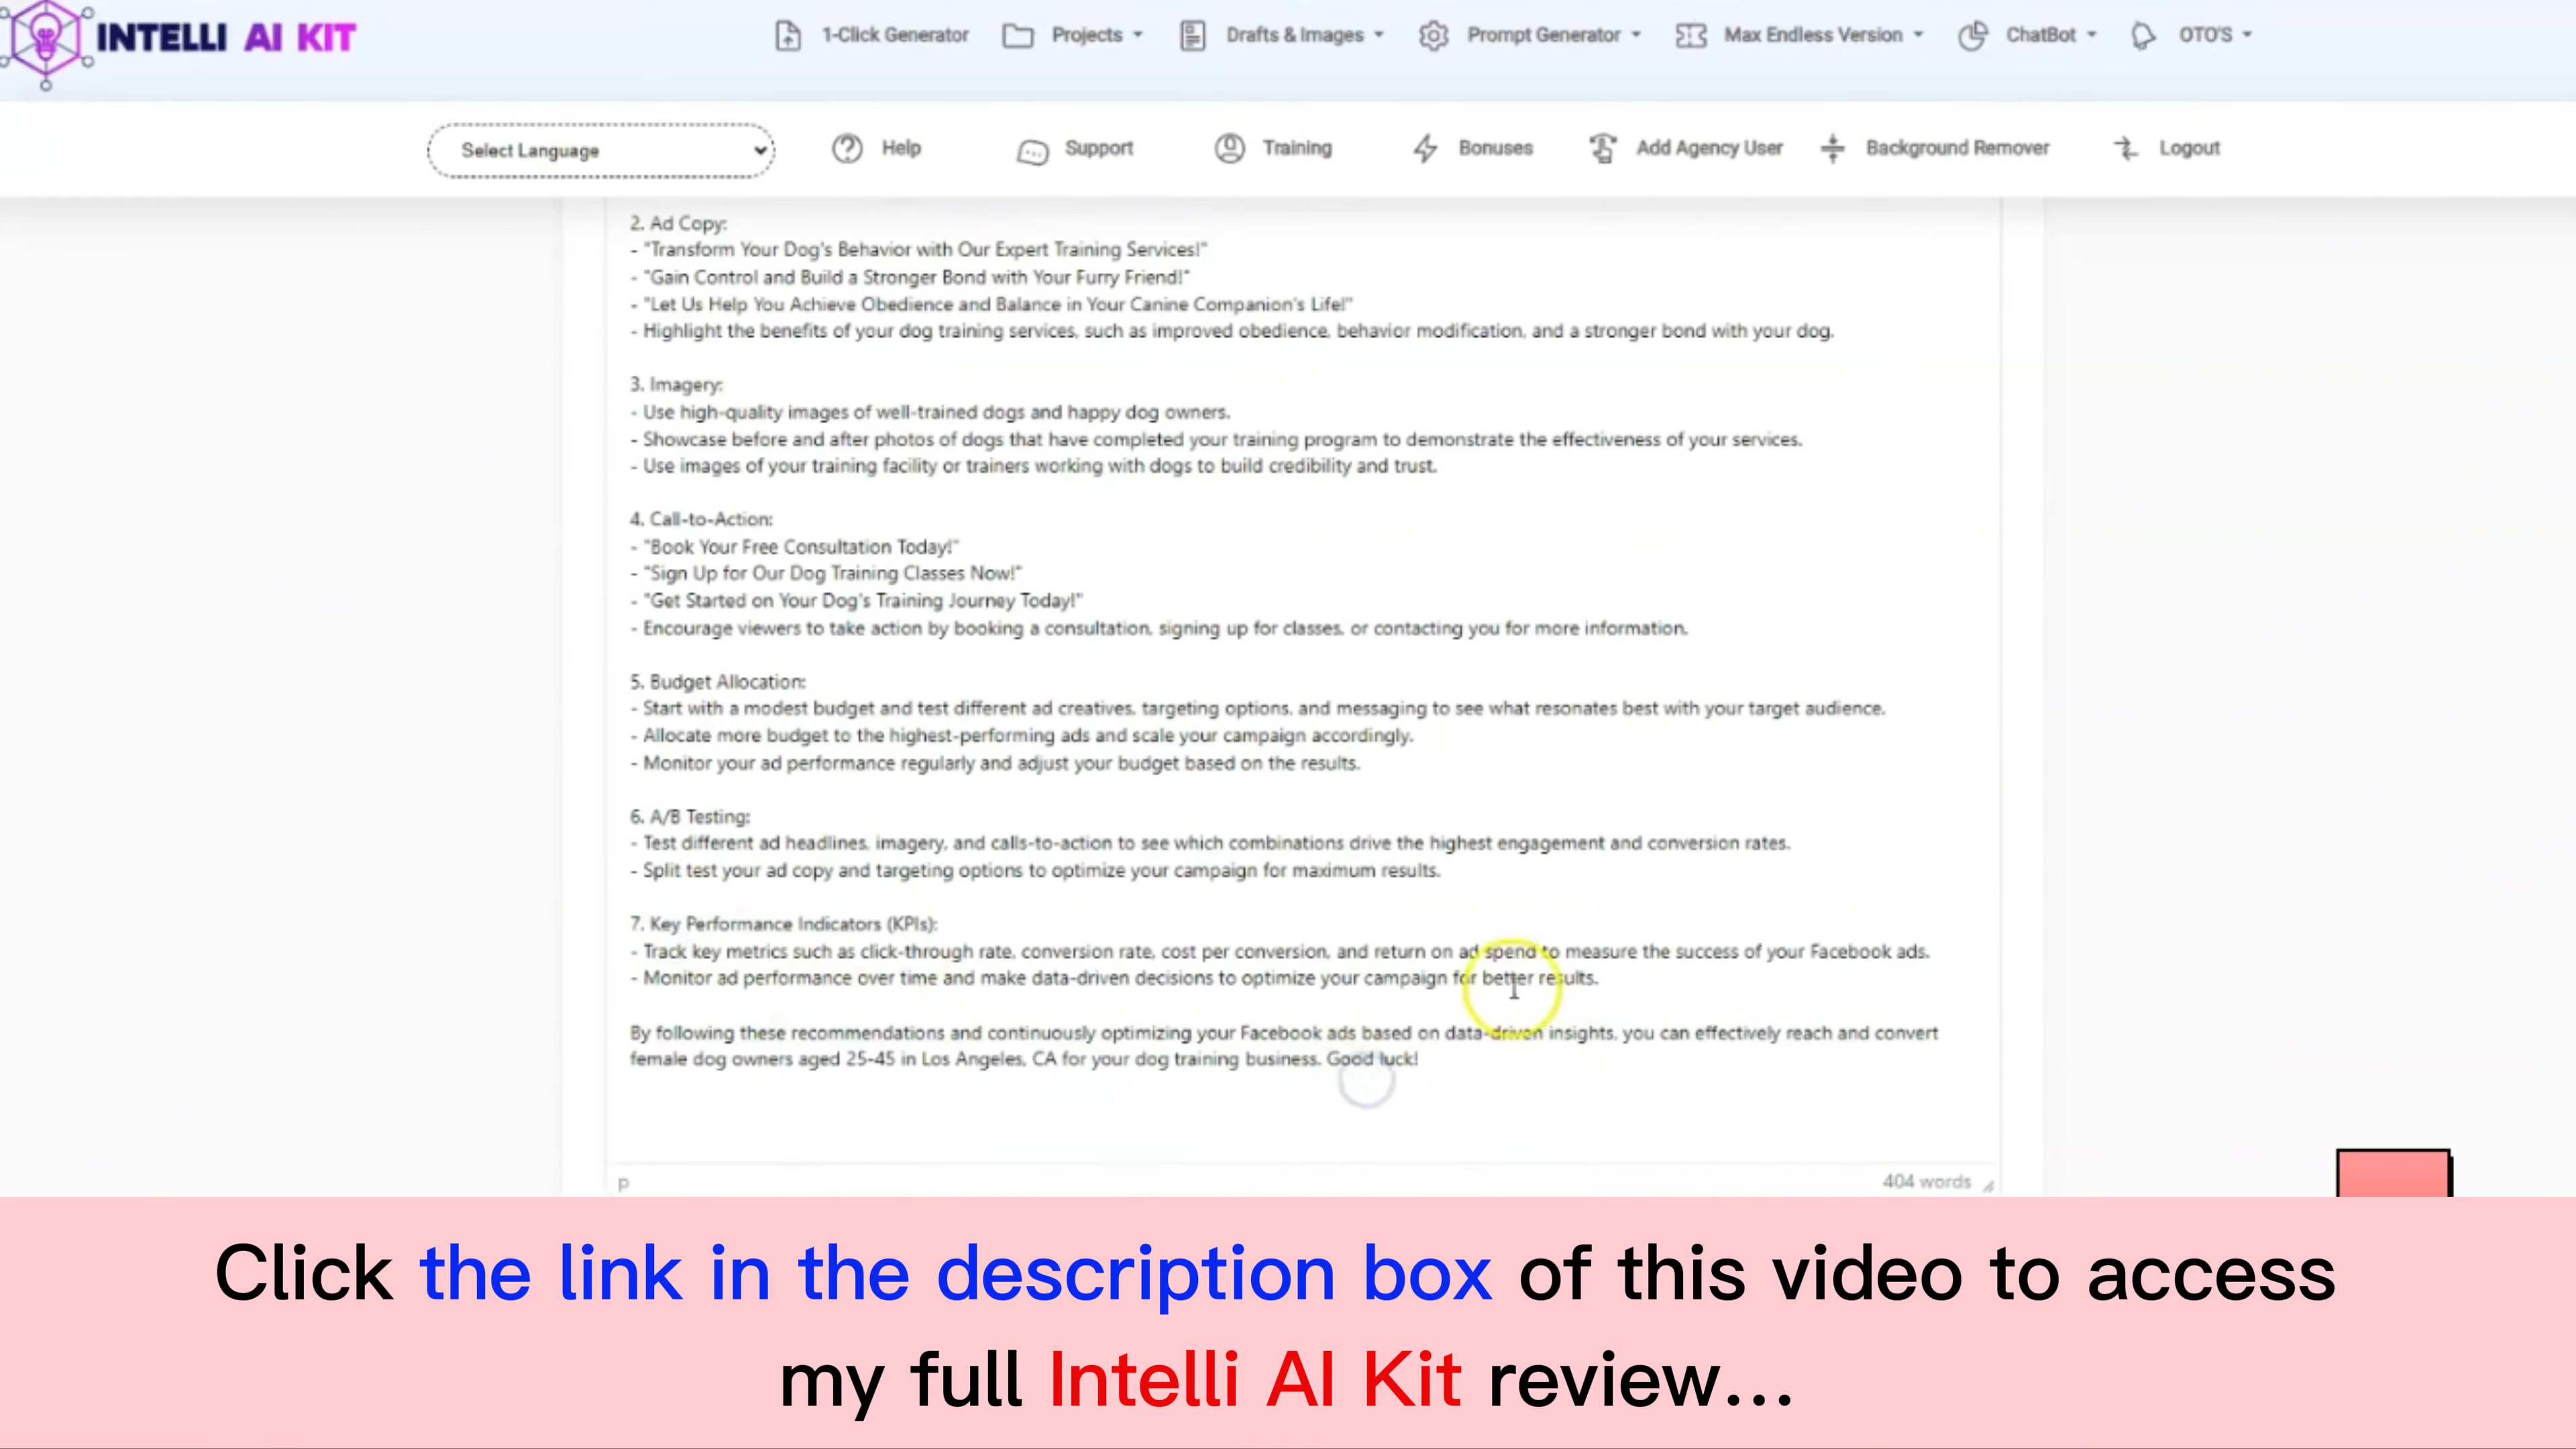 INTELLI AI KIT
1-Click Generator Projects Drafts & Images Prompt Generator Max Endless Version ChatBot OTO'S
Select Language Help Support Training Bonuses Add Agency User Background Remover Logout
2. Ad Copy:
- "Transform Your Dog's Behavior with Our Expert Training Services!"
- "Gain Control and Build a Stronger Bond with Your Furry Friend!"
- "Let Us Help You Achieve Obedience and Balance in Your Canine Companion's Life!"
- Highlight the benefits of your dog training services, such as improved obedience, behavior modification, and a stronger bond with your dog.
3. Imagery:
- Use high-quality images of well-trained dogs and happy dog owners.
- Showcase before and after photos of dogs that have completed your training program to demonstrate the effectiveness of your services.
- Use images of your training facility or trainers working with dogs to build credibility and trust.
4. Call-to-Action:
- "Book Your Free Consultation Today!"
- "Sign Up for Our Dog Training Classes Now!"
- "Get Started on Your Dog's Training Journey Today!"
- Encourage viewers to take action by booking a consultation, signing up for classes, or contacting you for more information.
5. Budget Allocation:
- Start with a modest budget and test different ad creatives, targeting options, and messaging to see what resonates best with your target audience.
- Allocate more budget to the highest-performing ads and scale your campaign accordingly.
- Monitor your ad performance regularly and adjust your budget based on the results.
6. A/B Testing:
- Test different ad headlines, imagery, and calls-to-action to see which combinations drive the highest engagement and conversion rates.
- Split test your ad copy and targeting options to optimize your campaign for maximum results.
7. Key Performance Indicators (KPIs):
- Track key metrics such as click-through rate, conversion rate, cost per conversion, and return on ad spend to measure the success of your Facebook ads.
- Monitor ad performance over time and make data-driven decisions to optimize your campaign for better results.
By following these recommendations and continuously optimizing your Facebook ads based on data-driven insights, you can effectively reach and convert
female dog owners aged 25-45 in Los Angeles, CA for your dog training business. Good luck!
p 404 words
Click the link in the description box of this video to access
my full Intelli AI Kit review...